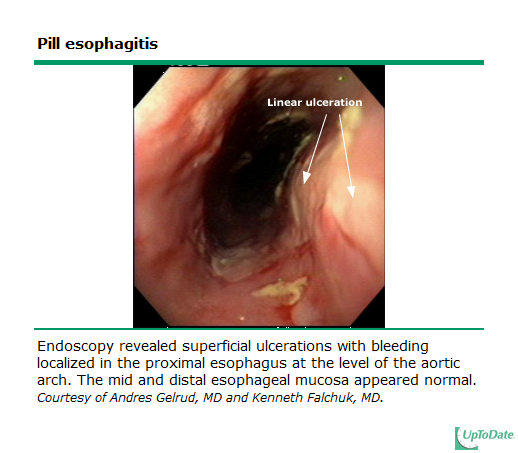 Pill esophagitis
Linear ulceration
Endoscopy revealed superficial ulcerations with bleeding
localized in the proximal esophagus at the level of the aortic
arch. The mid and distal esophageal mucosa appeared normal.
Courtesy of Andres Gelrud, MD and Kenneth Falchuk, MD.
UpToDate